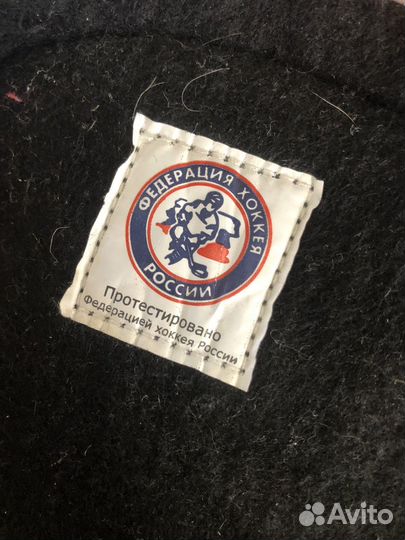 ФЕДЕРАЦИЯ ХОККЕЯ
РОССИИ
Протестировано
Федерацией хоккея России
Avito